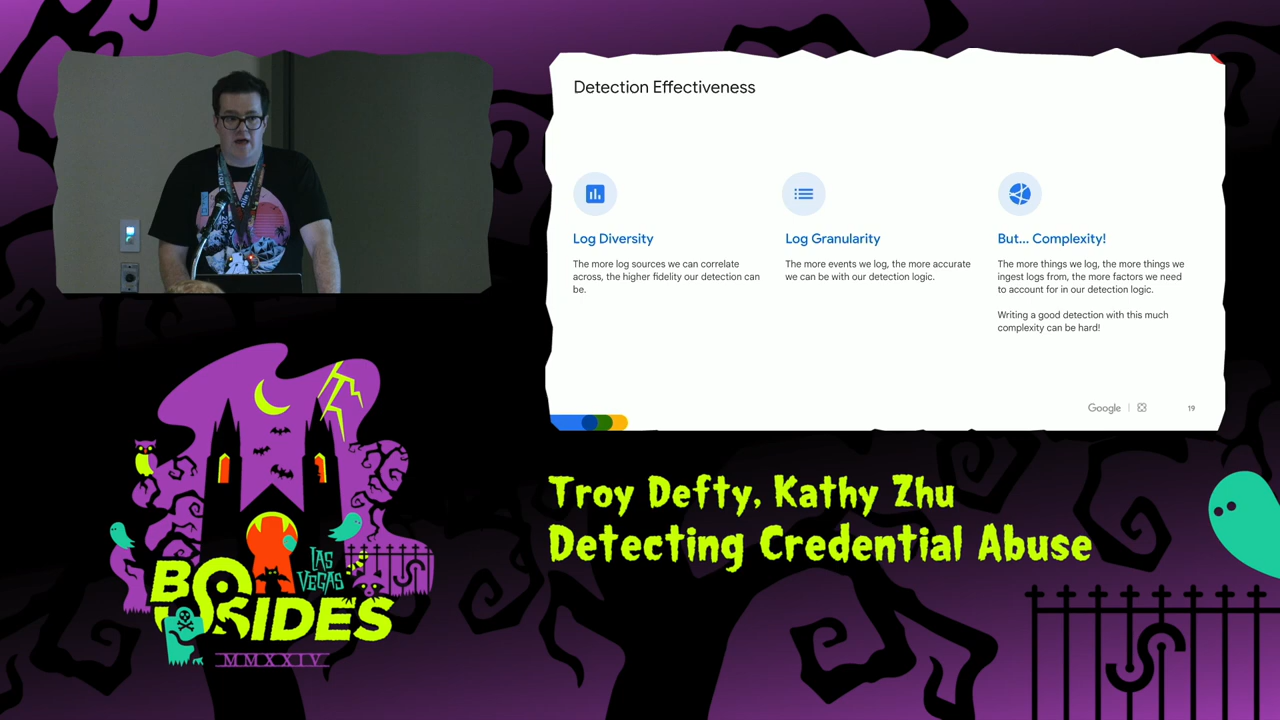 Detection Effectiveness
Log Diversity
The more log sources we can correlate
across, the higher fidelity our detection can
be.
Log Granularity
The more events we log, the more accurate
we can be with our detection logic.
But... Complexity!
The more things we log, the more things we
ingest logs from, the more factors we need
to account for in our detection logic.
Writing a good detection with this much
complexity can be hard!
Google
19
Troy Defty, Kathy Zhu
Detecting Credential Abuse
LAS
VEGAS
BSIDES
MMXXIV